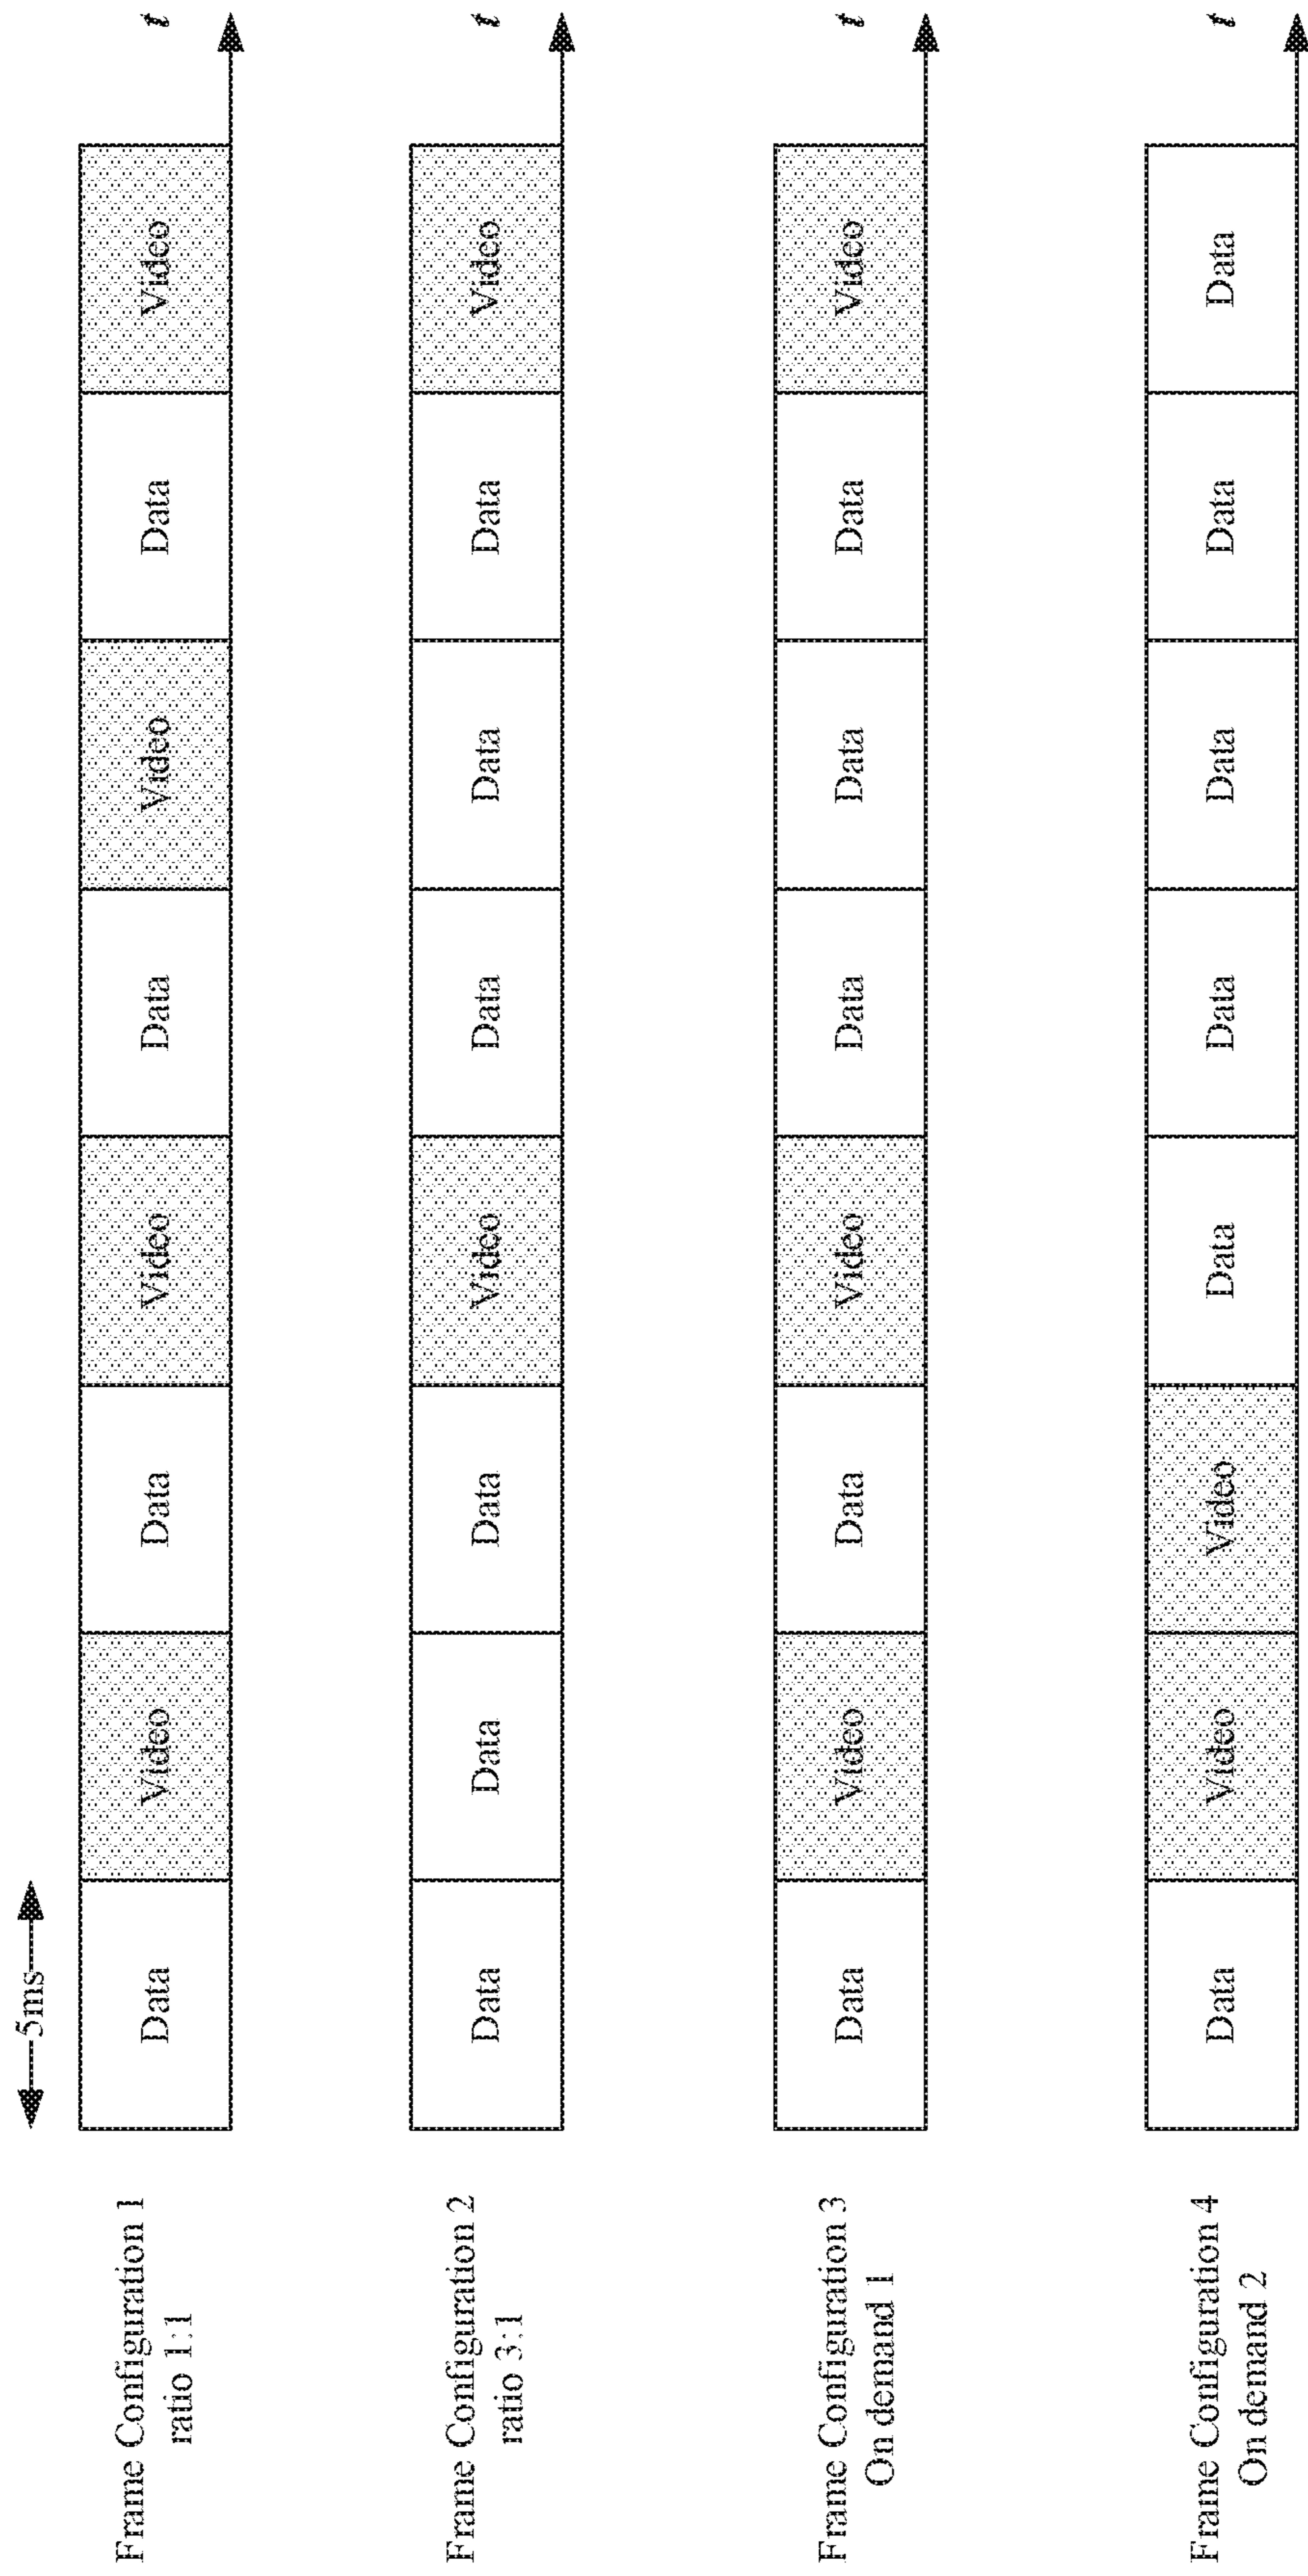 5ms
Frame Configuration 1
ratio 1:1
Data Video Data Video Data Video Data Video
t
Frame Configuration 2
ratio 3:1
Data Data Data Video Data Data Data Video
t
Frame Configuration 3
On demand 1
Data Video Data Video Data Data Data Video
t
Frame Configuration 4
On demand 2
Data Video Video Data Data Data Data Data
t